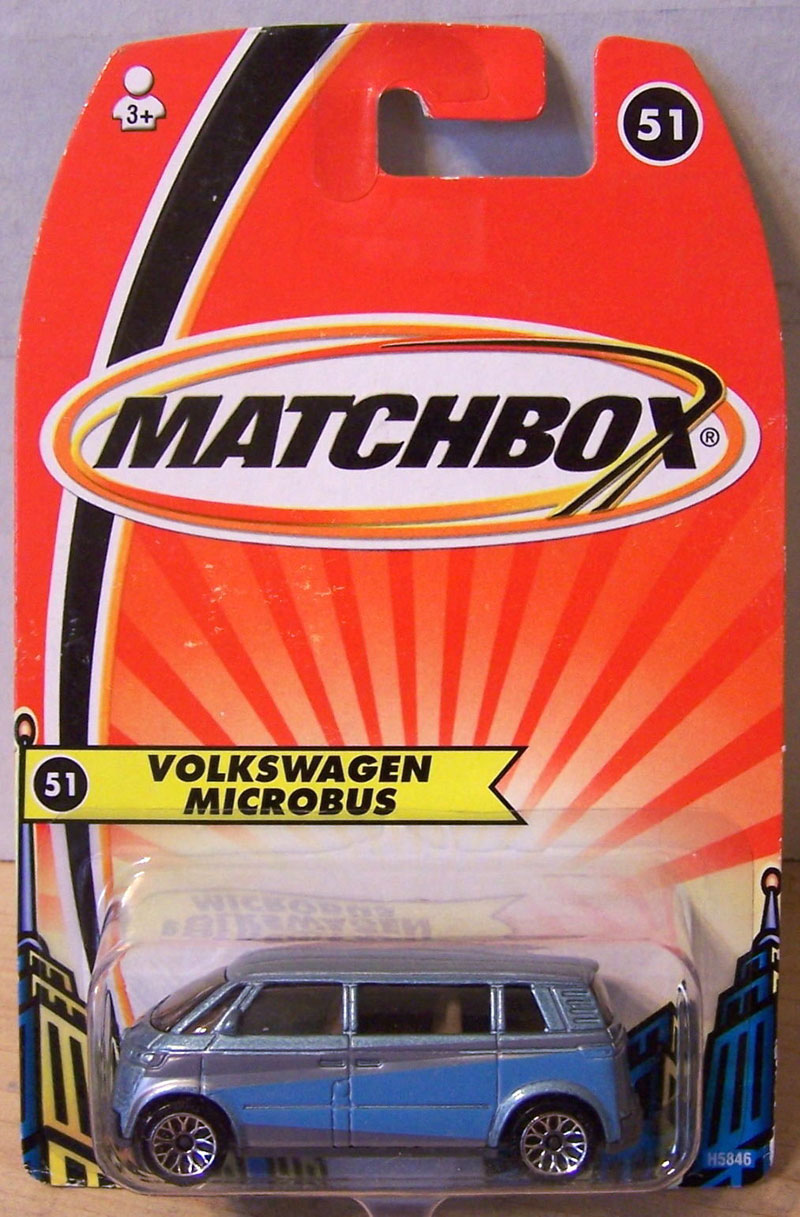 3+
51
MATCHBOX®
51
VOLKSWAGEN
MICROBUS
H5846